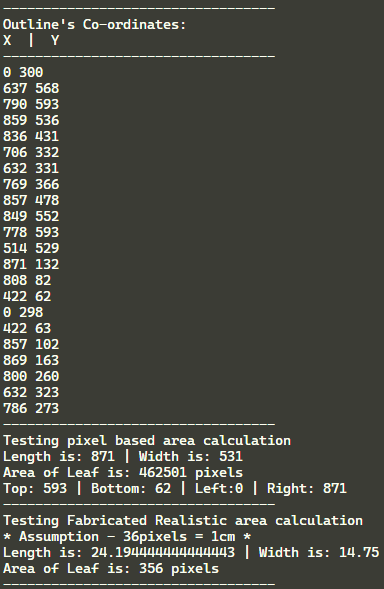 ----------------------------------
Outline's Co-ordinates:
X  |  Y
----------------------------------
0 300
637 568
790 593
859 536
836 431
706 332
632 331
769 366
857 478
849 552
778 593
514 529
871 132
808 82
422 62
0 298
422 63
857 102
869 163
800 260
632 323
786 273
----------------------------------
Testing pixel based area calculation
Length is: 871 | Width is: 531
Area of Leaf is: 462501 pixels
Top: 593 | Bottom: 62 | Left:0 | Right: 871
----------------------------------
Testing Fabricated Realistic area calculation
* Assumption - 36pixels = 1cm *
Length is: 24.194444444444443 | Width is: 14.75
Area of Leaf is: 356 pixels
----------------------------------